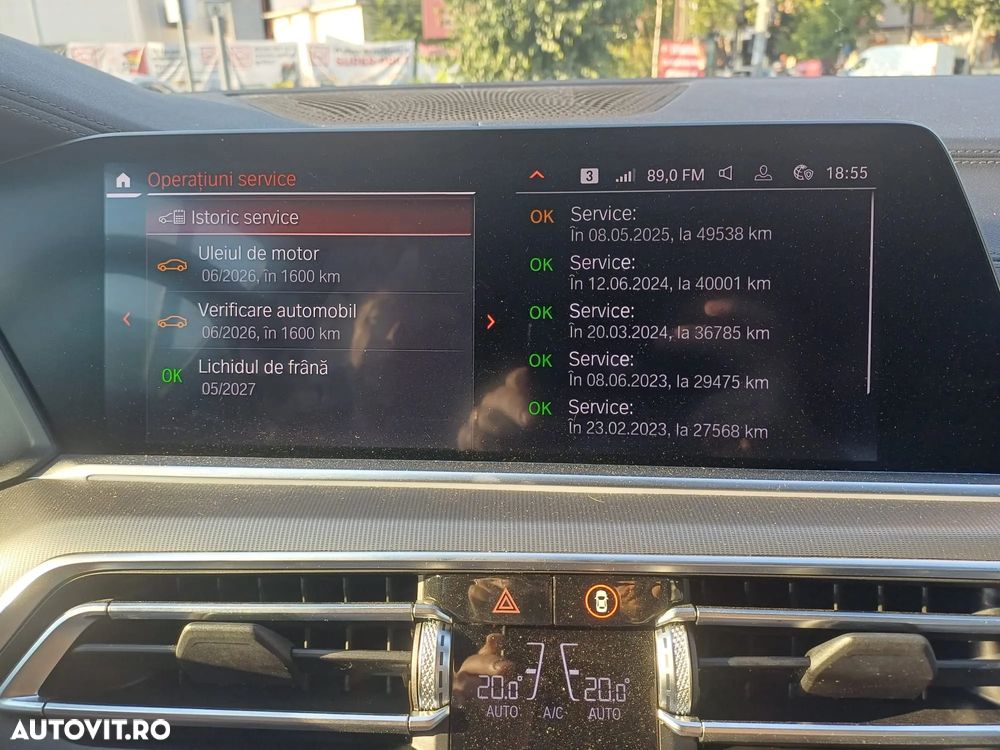 Operațiuni service
3
89,0 FM
18:55
Istoric service
Uleiul de motor
06/2026, în 1600 km
Verificare automobil
06/2026, în 1600 km
OK
Lichidul de frână
05/2027
OK Service:
În 08.05.2025, la 49538 km
OK Service:
În 12.06.2024, la 40001 km
OK Service:
În 20.03.2024, la 36785 km
OK Service:
În 08.06.2023, la 29475 km
OK Service:
În 23.02.2023, la 27568 km
20.0° 20.0°
AUTO A/C AUTO
AUTOVIT.RO